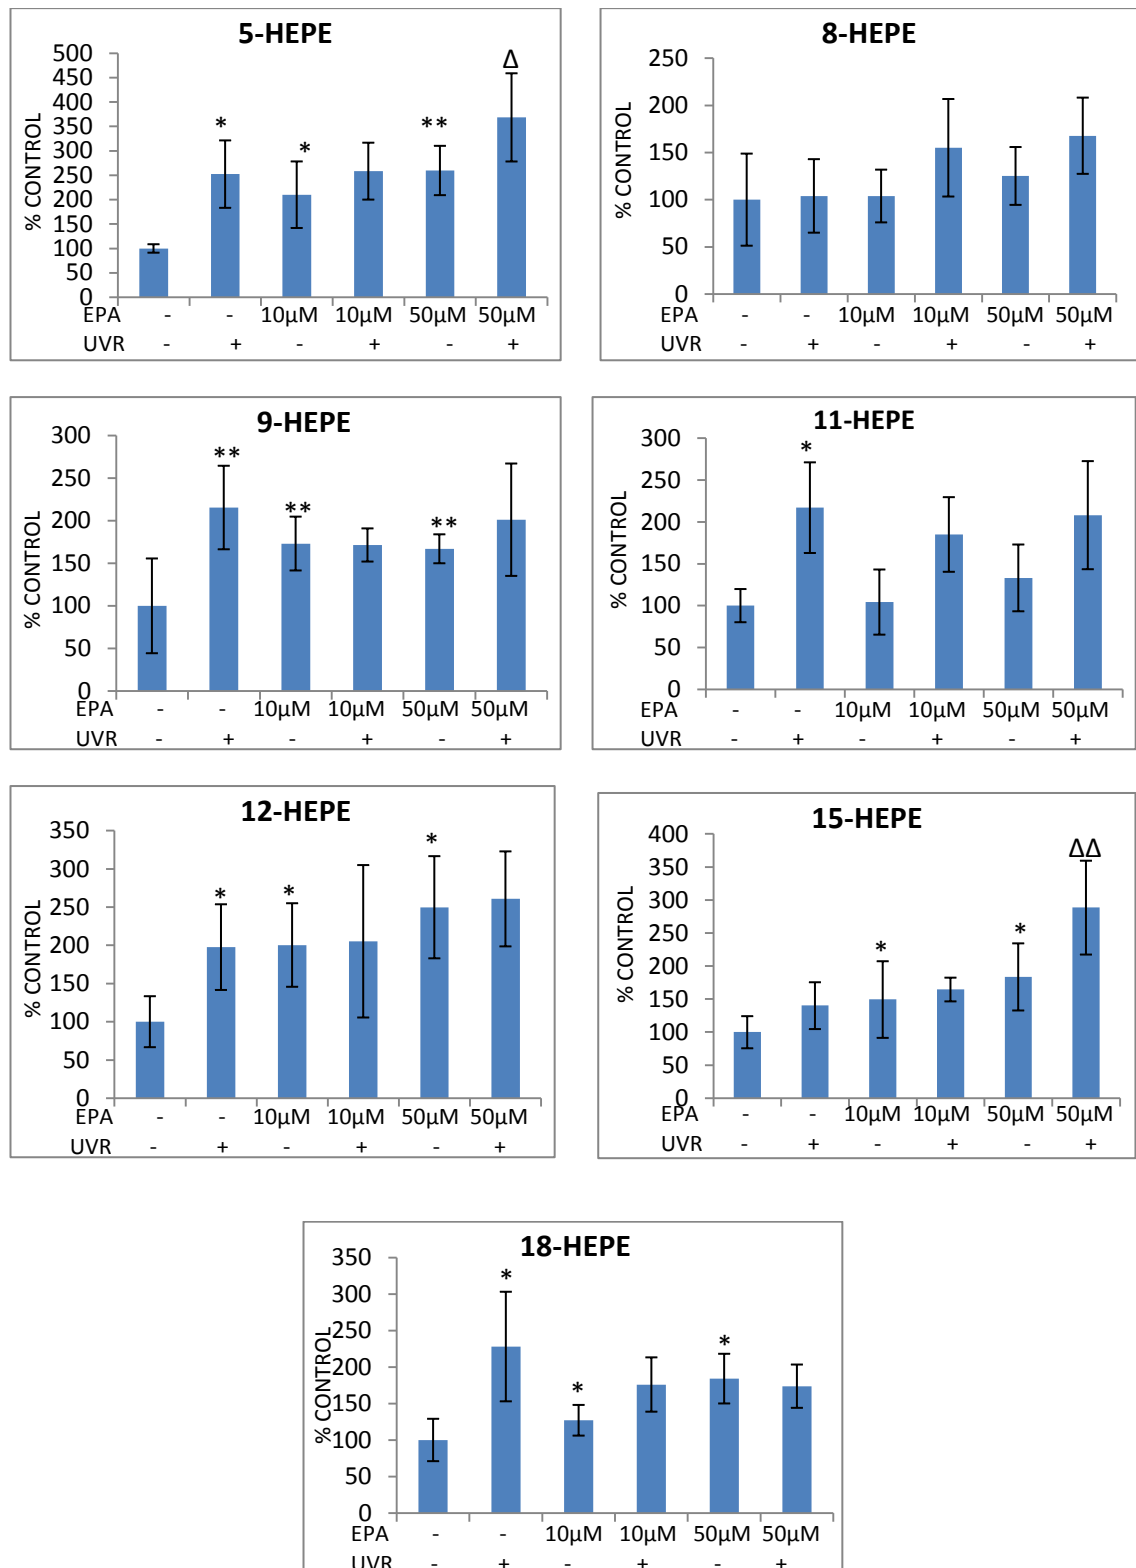 5-HEPE
% CONTROL
500
450
400
350
300
250
200
150
100
50
0
* * ** Δ
EPA - - 10µM 10µM 50µM 50µM
UVR - + - + - +
8-HEPE
% CONTROL
250
200
150
100
50
0
EPA - - 10µM 10µM 50µM 50µM
UVR - + - + - +
9-HEPE
% CONTROL
300
250
200
150
100
50
0
** ** **
EPA - - 10µM 10µM 50µM 50µM
UVR - + - + - +
11-HEPE
% CONTROL
300
250
200
150
100
50
0
*
EPA - - 10µM 10µM 50µM 50µM
UVR - + - + - +
12-HEPE
% CONTROL
350
300
250
200
150
100
50
0
* * *
EPA - - 10µM 10µM 50µM 50µM
UVR - + - + - +
15-HEPE
% CONTROL
400
350
300
250
200
150
100
50
0
* * ΔΔ
EPA - - 10µM 10µM 50µM 50µM
UVR - + - + - +
18-HEPE
% CONTROL
350
300
250
200
150
100
50
0
* * *
EPA - - 10µM 10µM 50µM 50µM
UVR - + - + - +